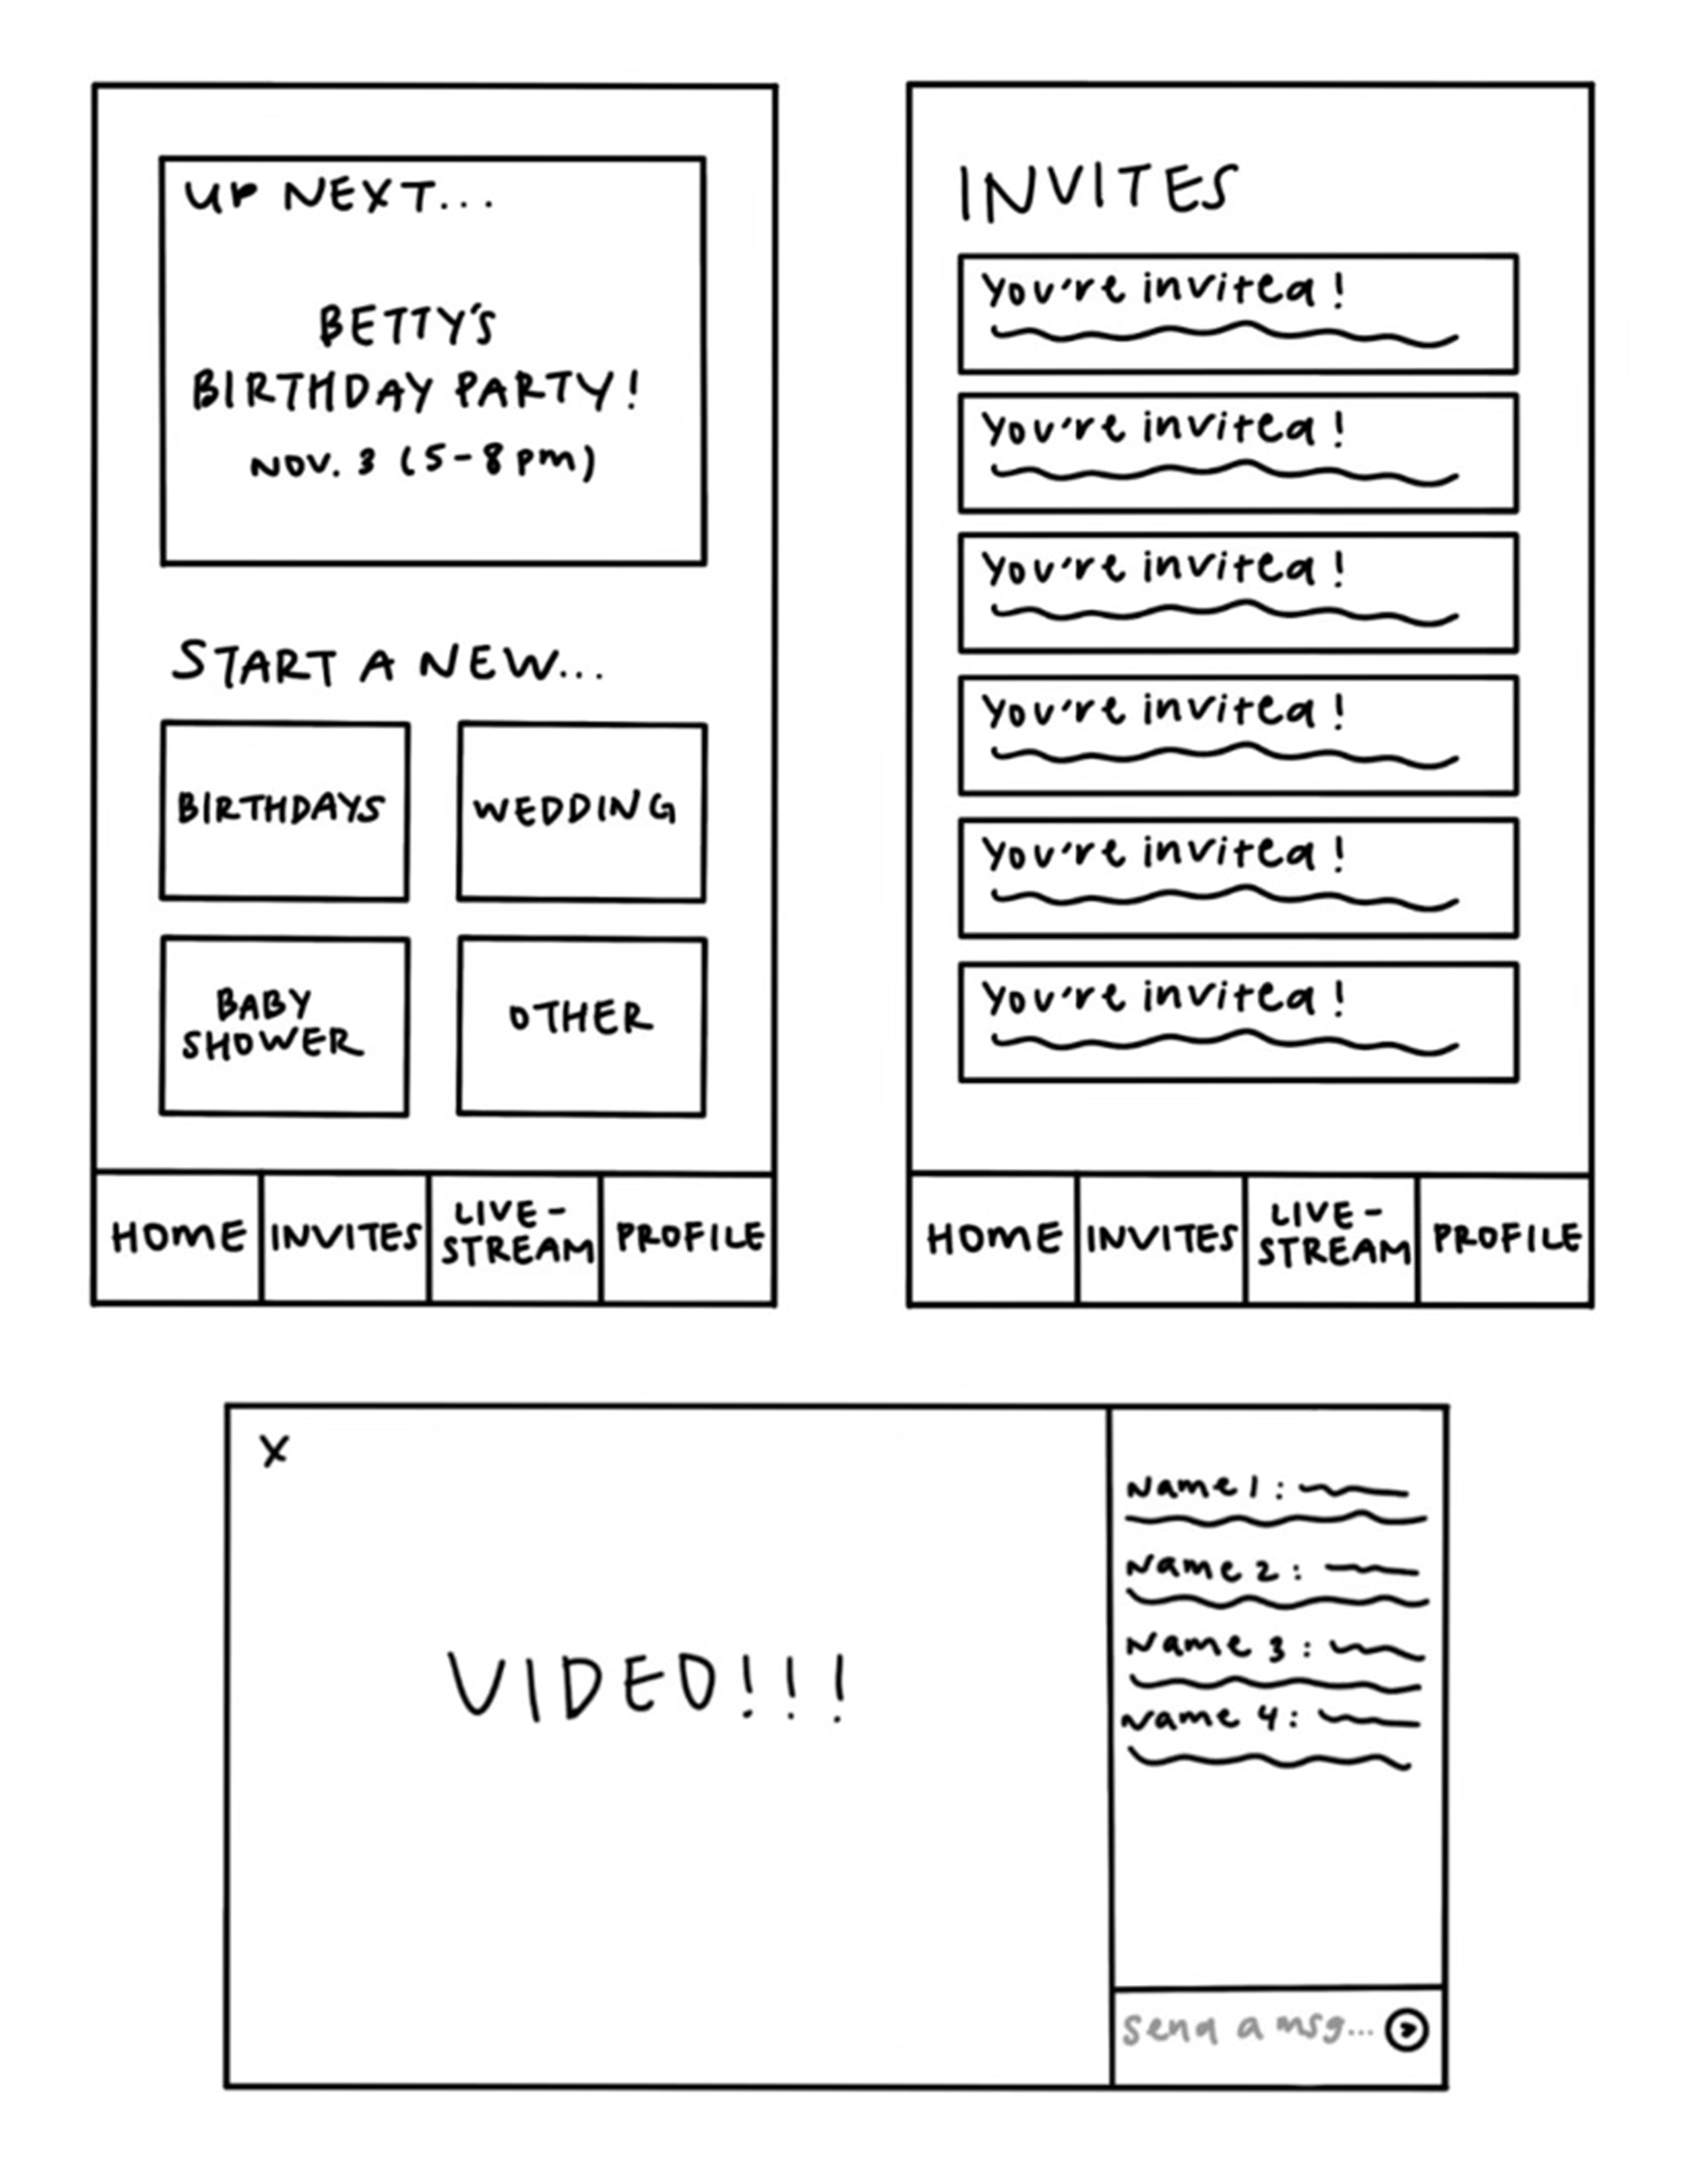 UP NEXT...
BETTY'S
BIRTHDAY PARTY!
NOV. 3 (5-8 pm)
START A NEW...
BIRTHDAYS
WEDDING
BABY
SHOWER
OTHER
HOME
INVITES
LIVE-
STREAM
PROFILE
INVITES
You're invited!
You're invited!
You're invited!
You're invited!
You're invited!
You're invited!
HOME
INVITES
LIVE-
STREAM
PROFILE
X
VIDEO!!!
Name 1:
Name 2:
Name 3:
Name 4:
send a msg...